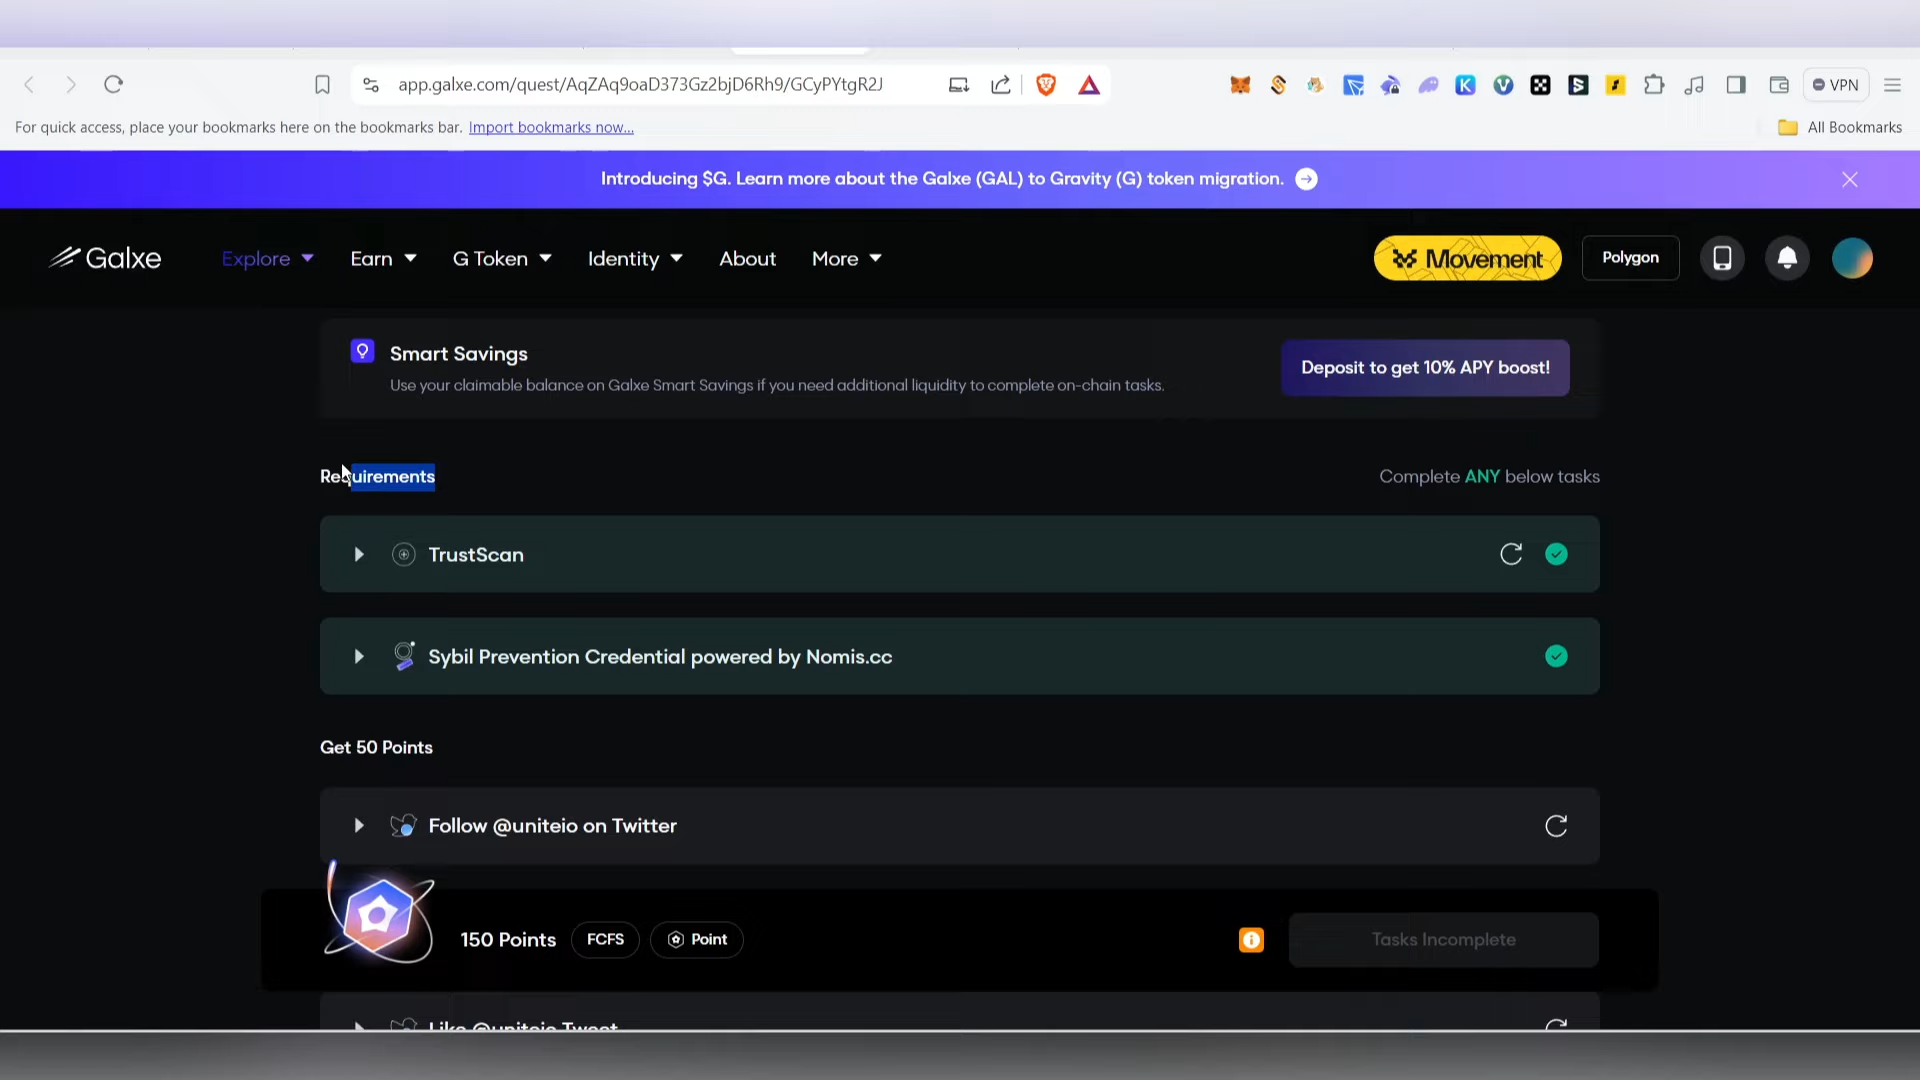 app.galxe.com/quest/AqZAq9oaD373Gz2bjD6Rh9/GCyPYtgR2J
VPN
For quick access, place your bookmarks here on the bookmarks bar. Import bookmarks now...
All Bookmarks
Introducing $G. Learn more about the Galxe (GAL) to Gravity (G) token migration.
Galxe
Explore
Earn
G Token
Identity
About
More
Movement
Polygon
Smart Savings
Use your claimable balance on Galxe Smart Savings if you need additional liquidity to complete on-chain tasks.
Deposit to get 10% APY boost!
Requirements
Complete ANY below tasks
TrustScan
Sybil Prevention Credential powered by Nomis.cc
Get 50 Points
Follow @uniteio on Twitter
150 Points
FCFS
Point
Tasks Incomplete
Like @uniteio Tweet